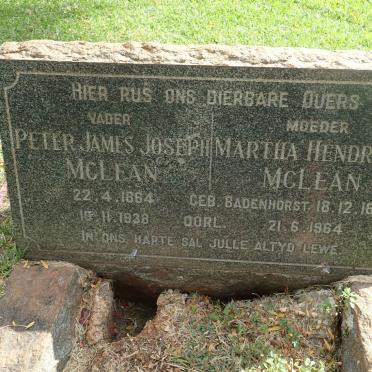 HIER RUS ONS DIERBARE OUERS
VADER
PETER JAMES JOSEPH
McLEAN
22.4.1864
19.11.1938
MOEDER
MARTHA HENDR
McLEAN
GEB. BADENHORST 18.12.18
OORL. 21.6.1964
IN ONS HARTE SAL JULLE ALTYD LEWE.